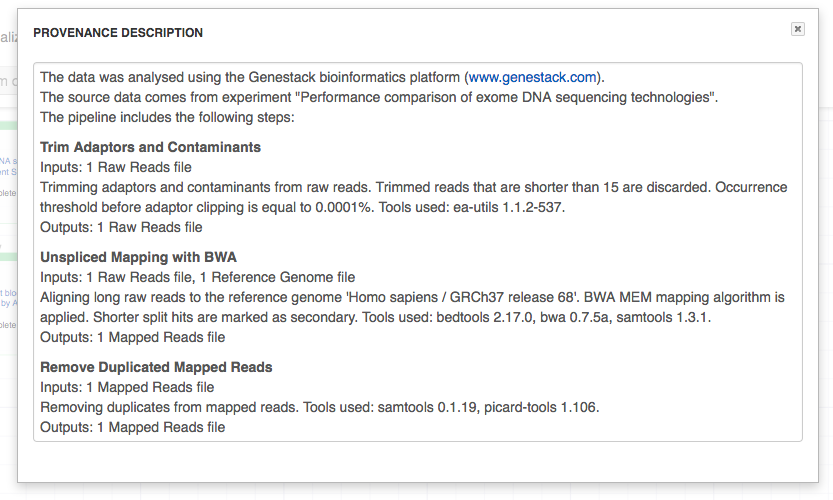 PROVENANCE DESCRIPTION
The data was analysed using the Genestack bioinformatics platform (www.genestack.com).
The source data comes from experiment "Performance comparison of exome DNA sequencing technologies".
The pipeline includes the following steps:
Trim Adaptors and Contaminants
Inputs: 1 Raw Reads file
Trimming adaptors and contaminants from raw reads. Trimmed reads that are shorter than 15 are discarded. Occurrence
threshold before adaptor clipping is equal to 0.0001%. Tools used: ea-utils 1.1.2-537.
Outputs: 1 Raw Reads file
Unspliced Mapping with BWA
Inputs: 1 Raw Reads file, 1 Reference Genome file
Aligning long raw reads to the reference genome 'Homo sapiens / GRCh37 release 68'. BWA MEM mapping algorithm is
applied. Shorter split hits are marked as secondary. Tools used: bedtools 2.17.0, bwa 0.7.5a, samtools 1.3.1.
Outputs: 1 Mapped Reads file
Remove Duplicated Mapped Reads
Inputs: 1 Mapped Reads file
Removing duplicates from mapped reads. Tools used: samtools 0.1.19, picard-tools 1.106.
Outputs: 1 Mapped Reads file